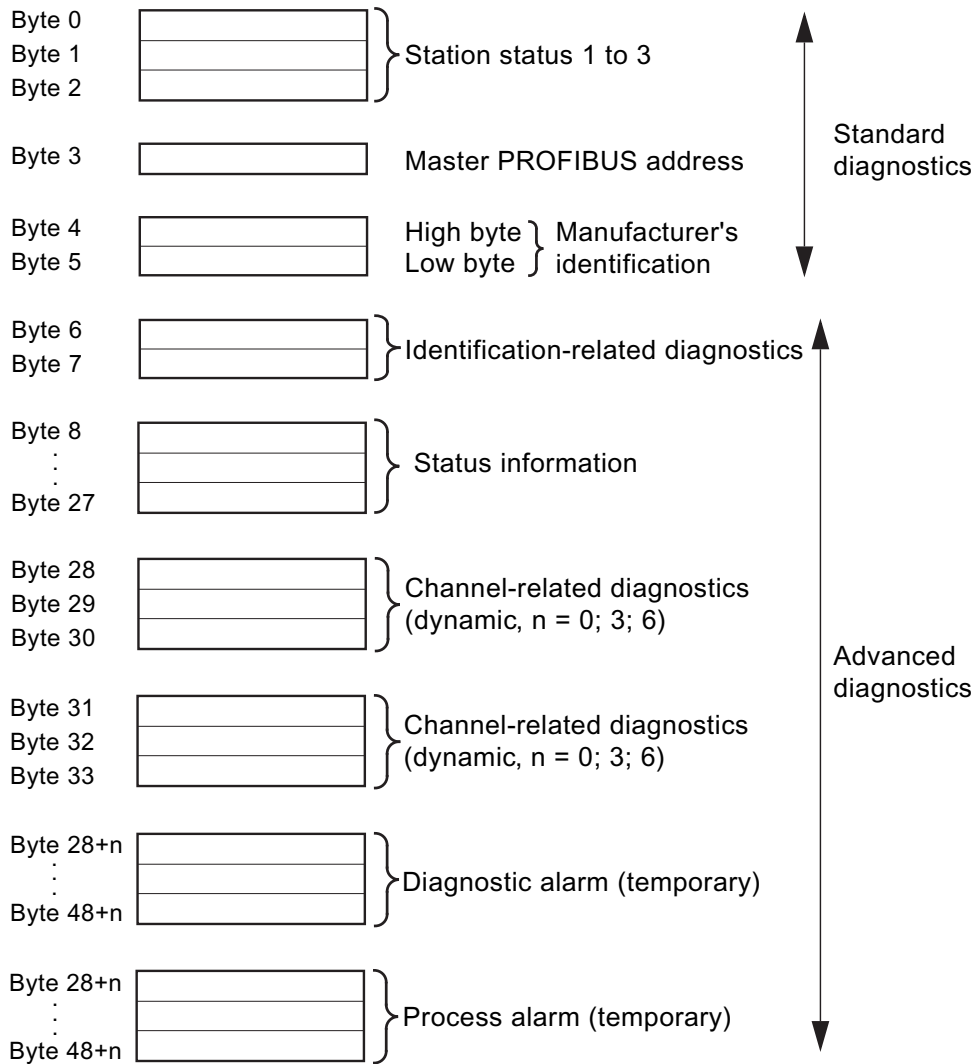 Byte 0
Byte 1
Byte 2
Station status 1 to 3
Byte 3
Master PROFIBUS address
Standard
diagnostics
Byte 4
Byte 5
High byte
Low byte
Manufacturer's
identification
Byte 6
Byte 7
Identification-related diagnostics
Byte 8
.
.
.
Byte 27
Status information
Byte 28
Byte 29
Byte 30
Channel-related diagnostics
(dynamic, n = 0; 3; 6)
Advanced
diagnostics
Byte 31
Byte 32
Byte 33
Channel-related diagnostics
(dynamic, n = 0; 3; 6)
Byte 28+n
.
.
.
Byte 48+n
Diagnostic alarm (temporary)
Byte 28+n
.
.
.
Byte 48+n
Process alarm (temporary)